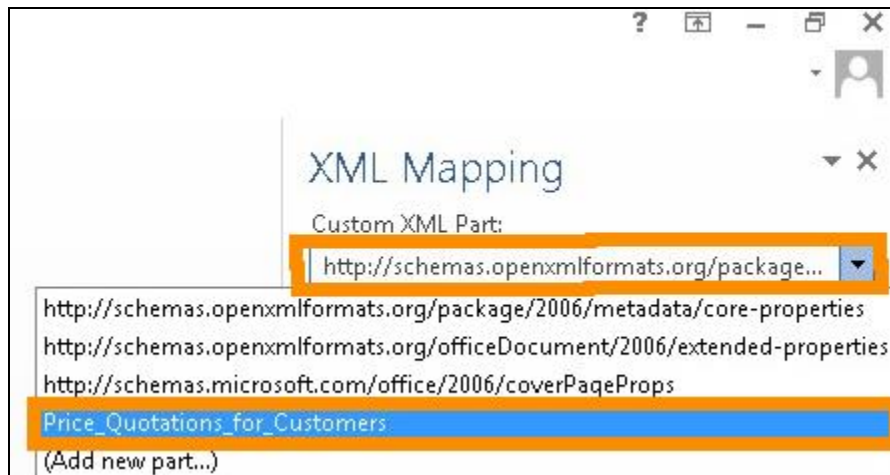 ?
XML Mapping
Custom XML Part:
http://schemas.openxmlformats.org/package...
http://schemas.openxmlformats.org/package/2006/metadata/core-properties
http://schemas.openxmlformats.org/officeDocument/2006/extended-properties
http://schemas.microsoft.com/office/2006/coverPageProps
Price_Quotations_for_Customers
(Add new part...)